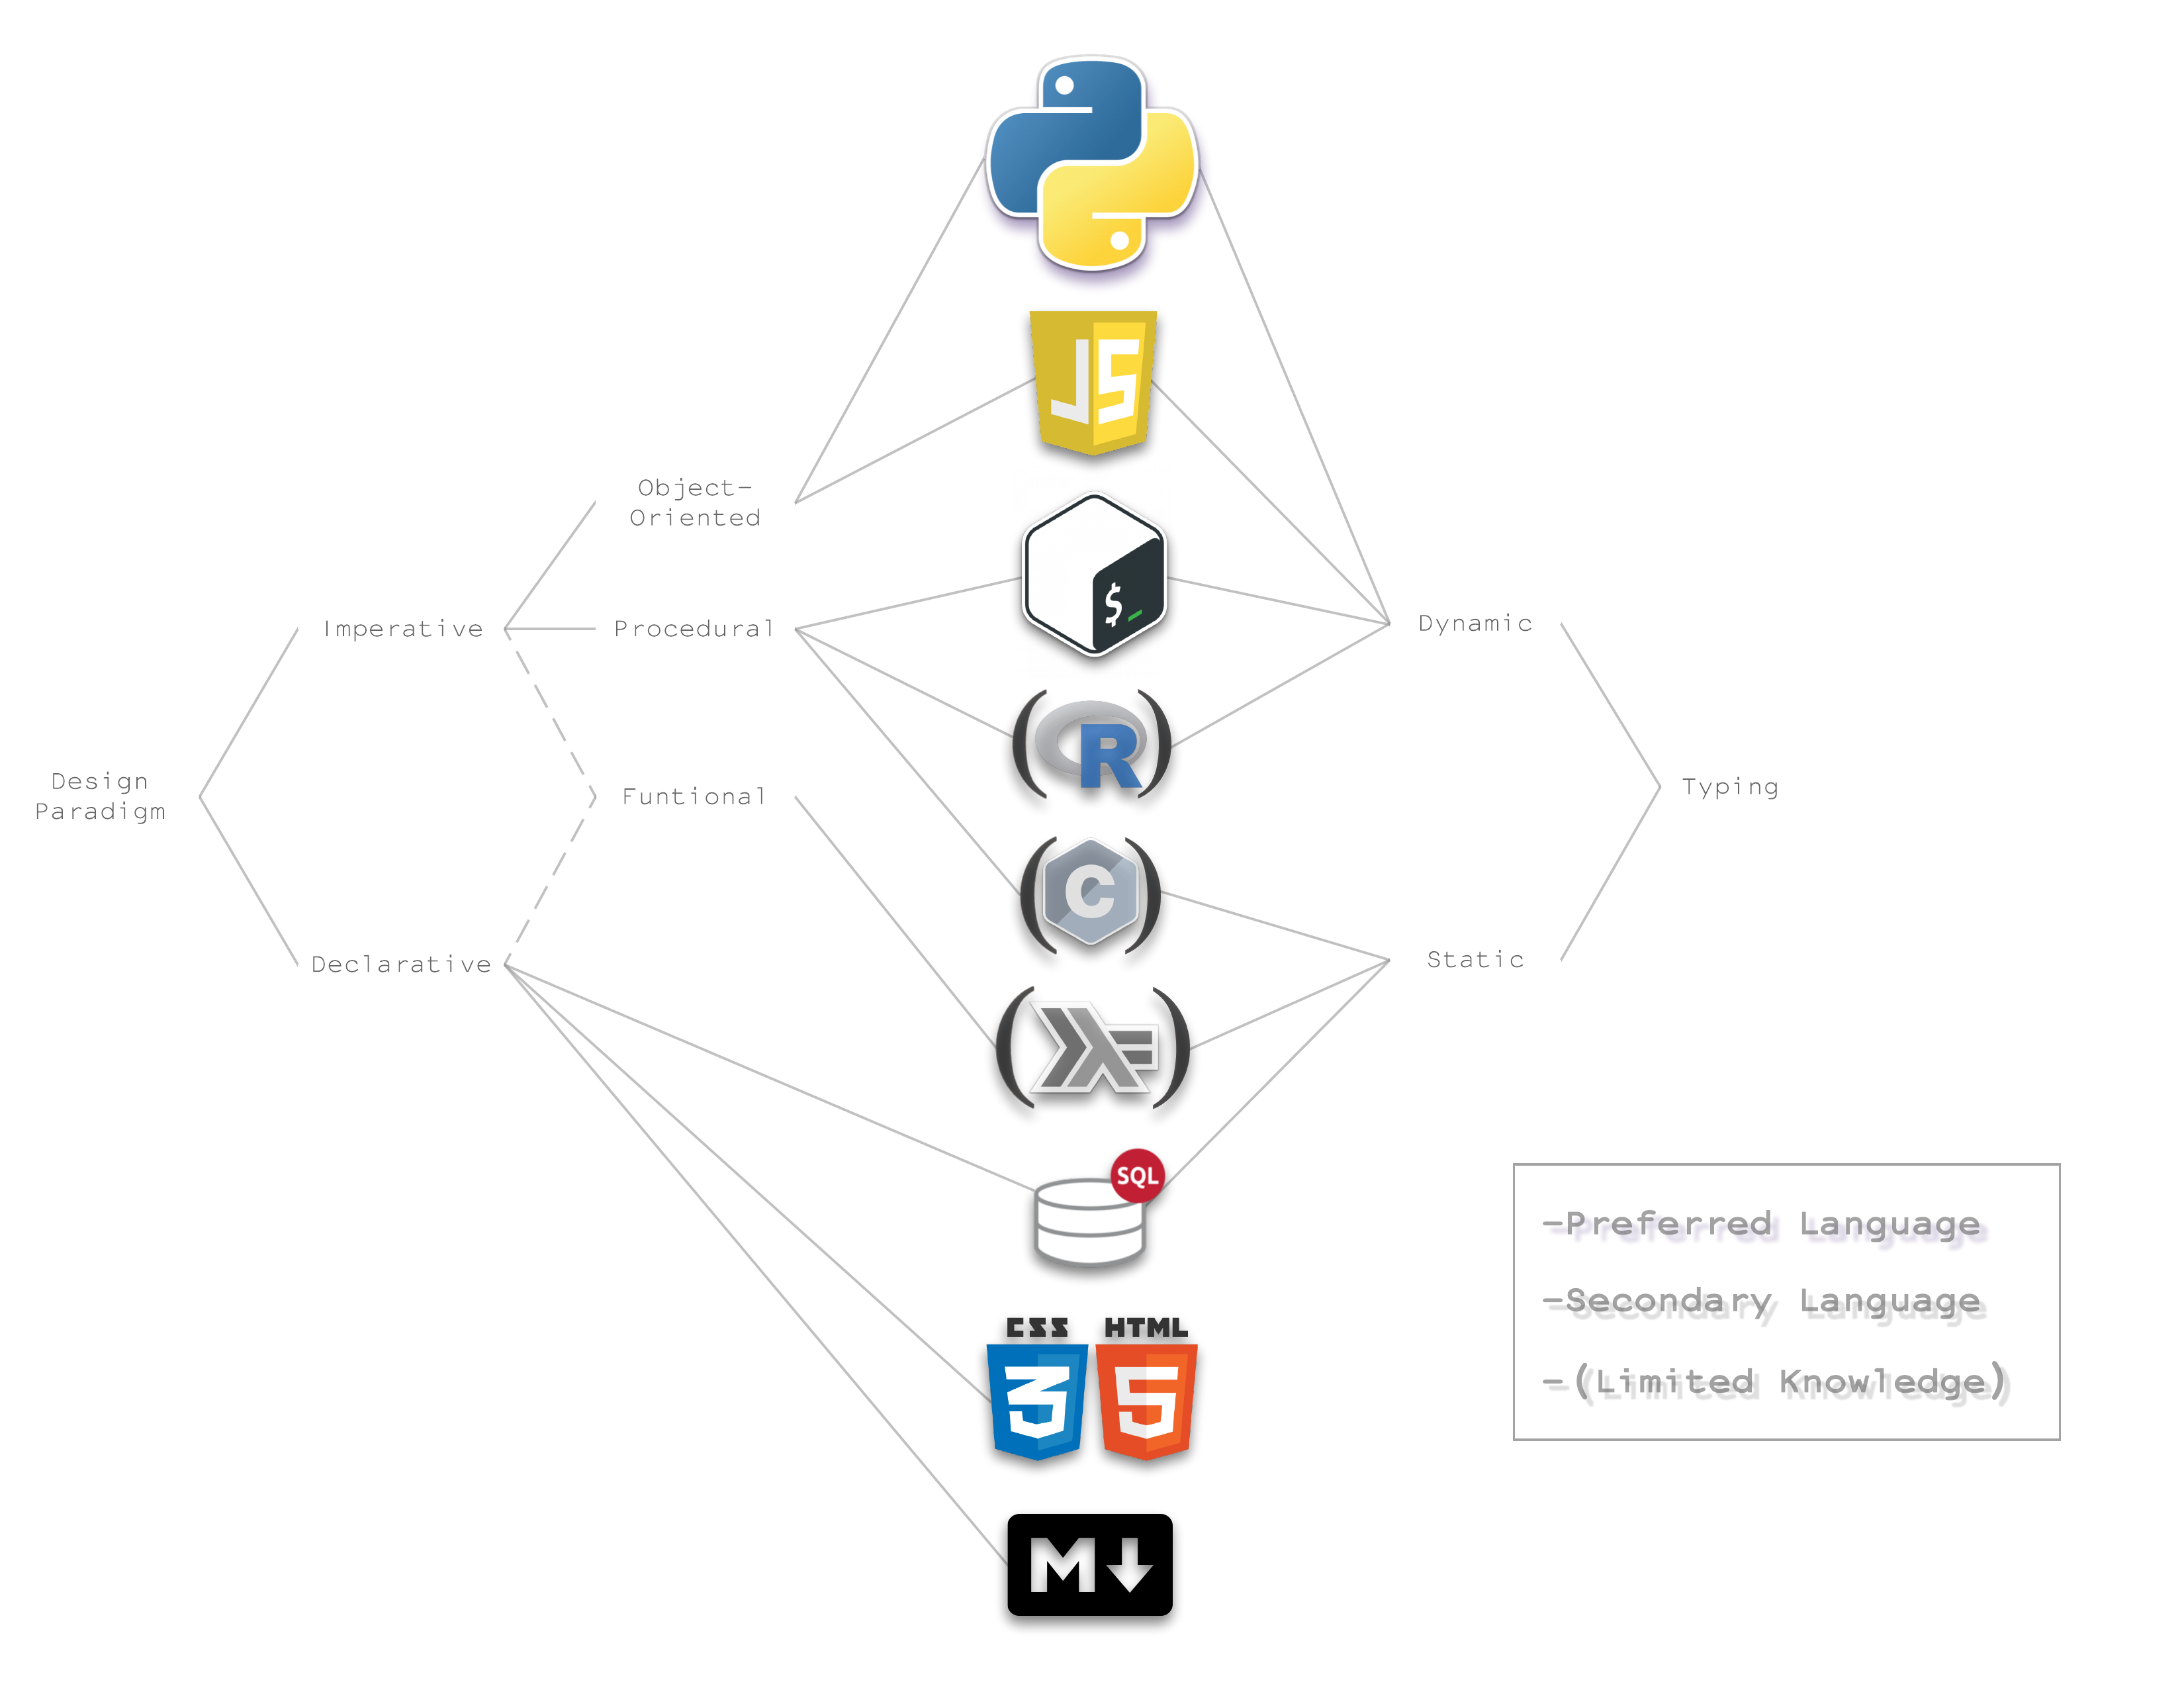 JS
Object-
Oriented
$_
Imperative
Procedural
Dynamic
R
Design
Paradigm
Funtional
Typing
C
Declarative
Static
SQL
-Preferred Language
-Secondary Language
-(Limited Knowledge)
CSS HTML
3 5
M